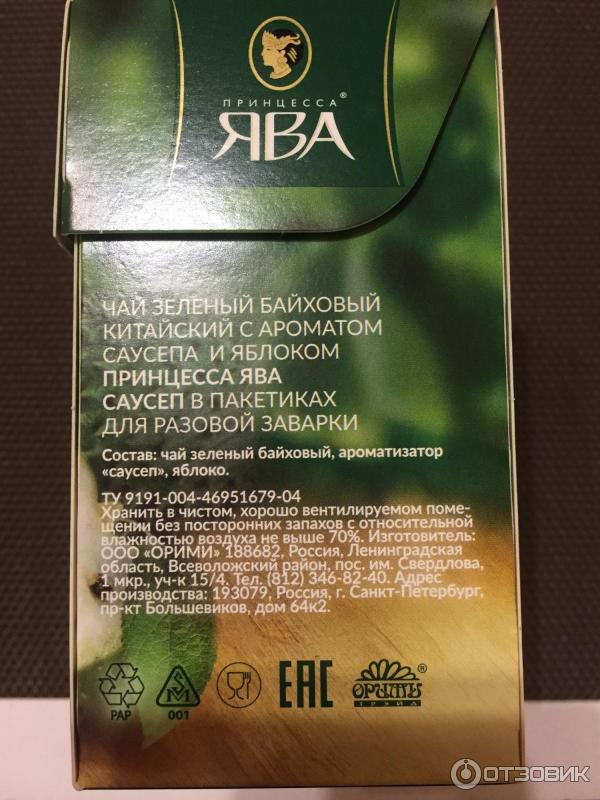 ПРИНЦЕССА ®
ЯВА
ЧАЙ ЗЕЛЕНЫЙ БАЙХОВЫЙ
КИТАЙСКИЙ С АРОМАТОМ
САУСЕПА И ЯБЛОКОМ
ПРИНЦЕССА ЯВА
САУСЕП В ПАКЕТИКАХ
ДЛЯ РАЗОВОЙ ЗАВАРКИ
Состав: чай зеленый байховый, ароматизатор
«саусеп», яблоко.
ТУ 9191-004-46951679-04
Хранить в чистом, хорошо вентилируемом поме-
щении без посторонних запахов с относительной
влажностью воздуха не выше 70%. Изготовитель:
ООО «ОРИМИ» 188682, Россия, Ленинградская
область, Всеволожский район, пос. им. Свердлова,
1 мкр., уч-к 15/4. Тел. (812) 346-82-40. Адрес
производства: 193079, Россия, г. Санкт-Петербург,
пр-кт Большевиков, дом 64к2.
PAP
001
EAC
ОРИМИ ®
ТРЭЙД
ОТЗОВИК